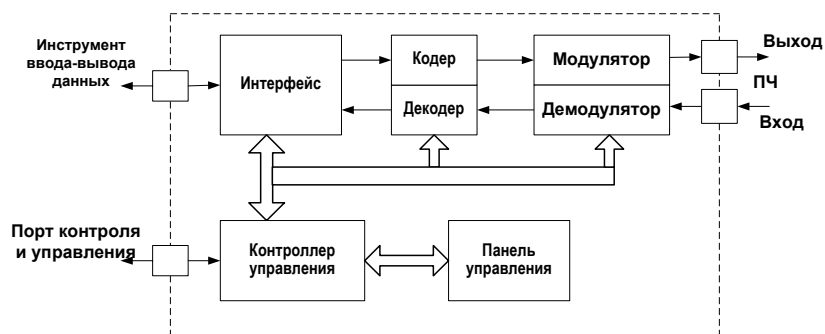 Инструмент
ввода-вывода
данных
Интерфейс
Кодер
Декодер
Модулятор
Демодулятор
Выход
ПЧ
Вход
Порт контроля
и управления
Контроллер
управления
Панель
управления